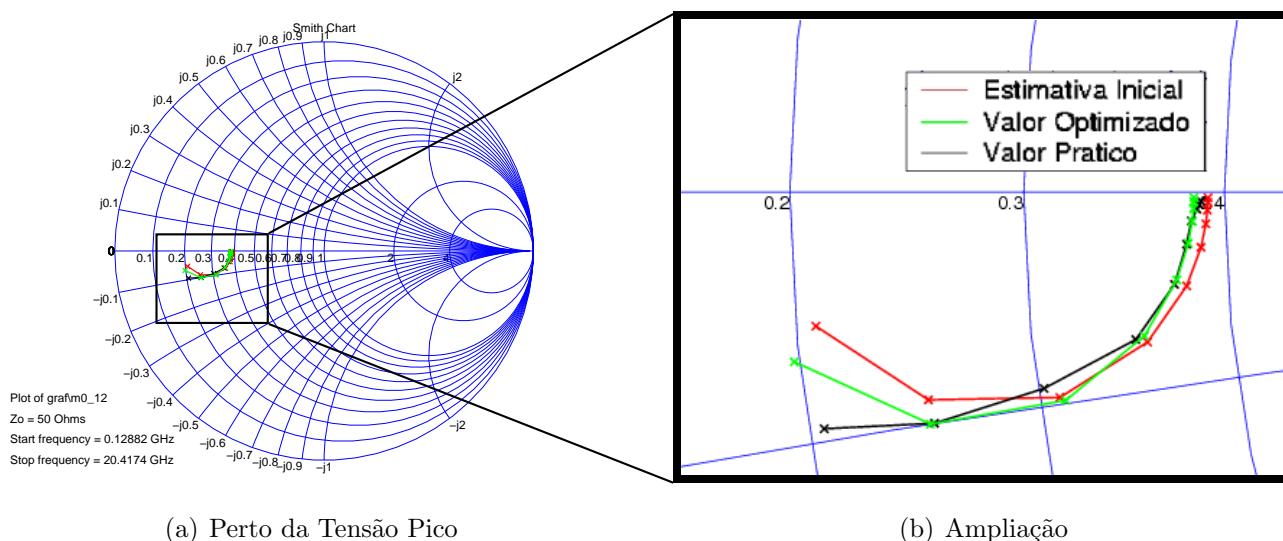 Smith Chart
j0.1
j0.2
j0.3
j0.4
j0.5
j0.6
j0.7
j0.8
j0.9
j1
j2
0
0.1
0.2
0.3
0.4
0.5
0.6
0.7
0.8
0.9
1
2
4
−j0.1
−j0.2
−j0.3
−j0.4
−j0.5
−j0.6
−j0.7
−j0.8
−j0.9
−j1
−j2
Plot of graf\m0_12
Zo = 50 Ohms
Start frequency = 0.12882 GHz
Stop frequency = 20.4174 GHz
(a) Perto da Tensão Pico
Estimativa Inicial
Valor Optimizado
Valor Pratico
0.2
0.3
0.4
(b) Ampliação